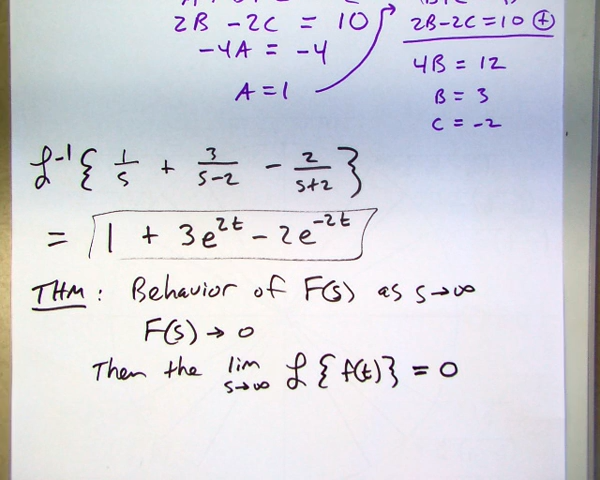 2B - 2C = 10
-4A = -4
A = 1
2B - 2C = 10 ⊕
4B = 12
B = 3
C = -2
ℒ⁻¹{ 1/s + 3/(s-2) - 2/(s+2) }
= 1 + 3e^{2t} - 2e^{-2t}
THM: Behavior of F(s) as s→∞
F(s) → 0
Then the lim s→∞ ℒ{f(t)} = 0